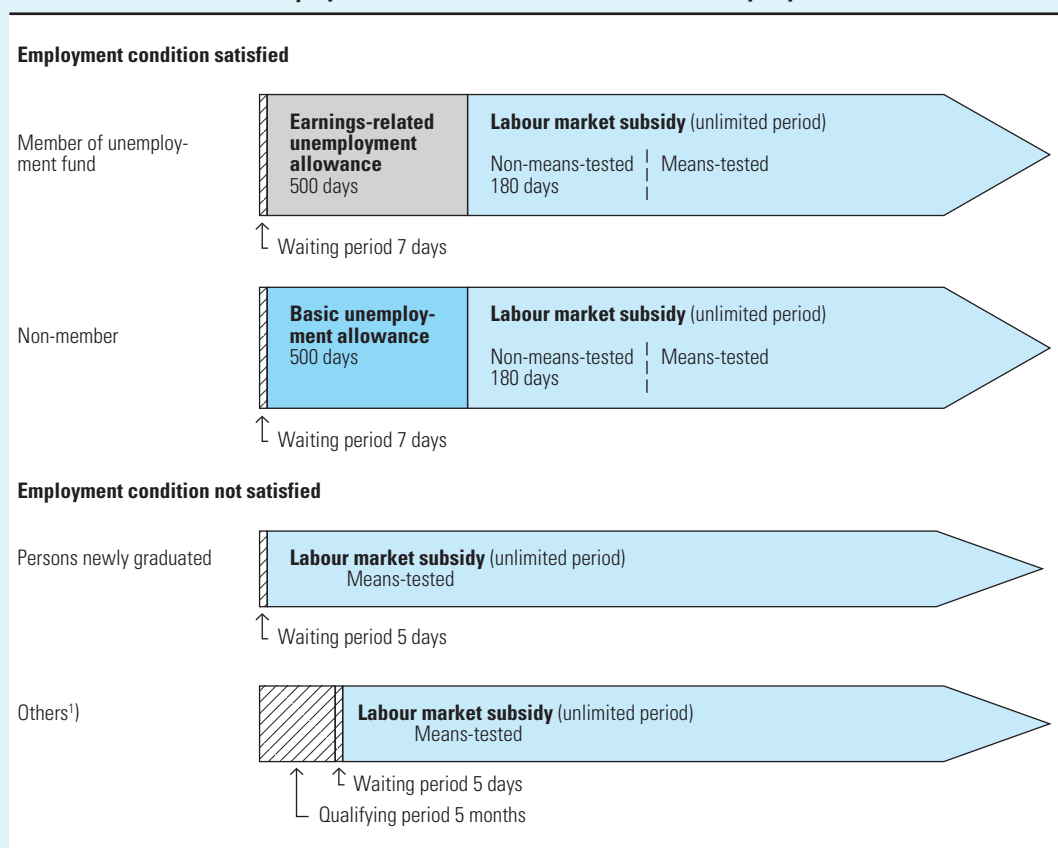 Employment condition satisfied
Member of unemploy-
ment fund
Earnings-related
unemployment
allowance
500 days
Labour market subsidy (unlimited period)
Non-means-tested
180 days
Means-tested
Waiting period 7 days
Non-member
Basic unemploy-
ment allowance
500 days
Labour market subsidy (unlimited period)
Non-means-tested
180 days
Means-tested
Waiting period 7 days
Employment condition not satisfied
Persons newly graduated
Labour market subsidy (unlimited period)
Means-tested
Waiting period 5 days
Others¹)
Labour market subsidy (unlimited period)
Means-tested
Waiting period 5 days
Qualifying period 5 months